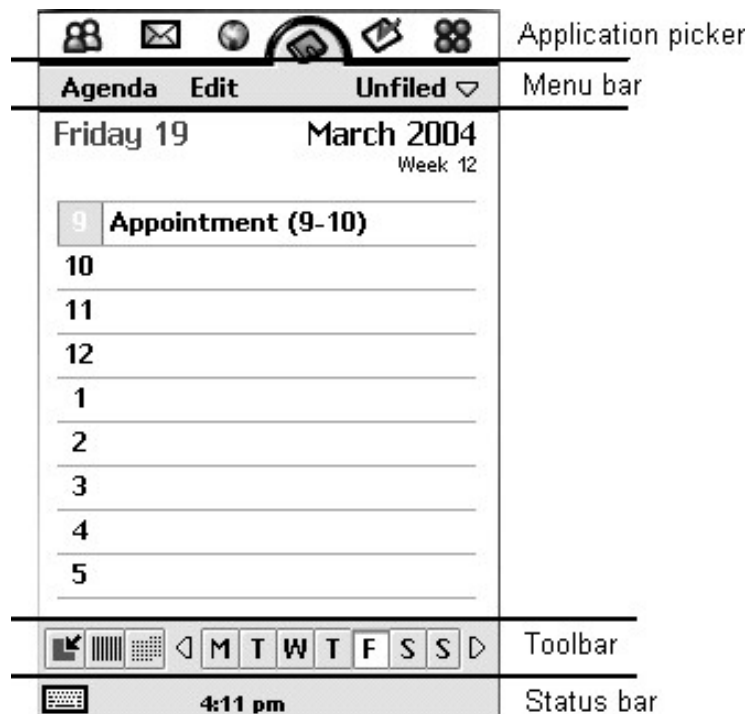 Application picker
Agenda Edit Unfiled Menu bar
Friday 19 March 2004
Week 12
9 Appointment (9-10)
10
11
12
1
2
3
4
5
M T W T F S S Toolbar
4:11 pm Status bar